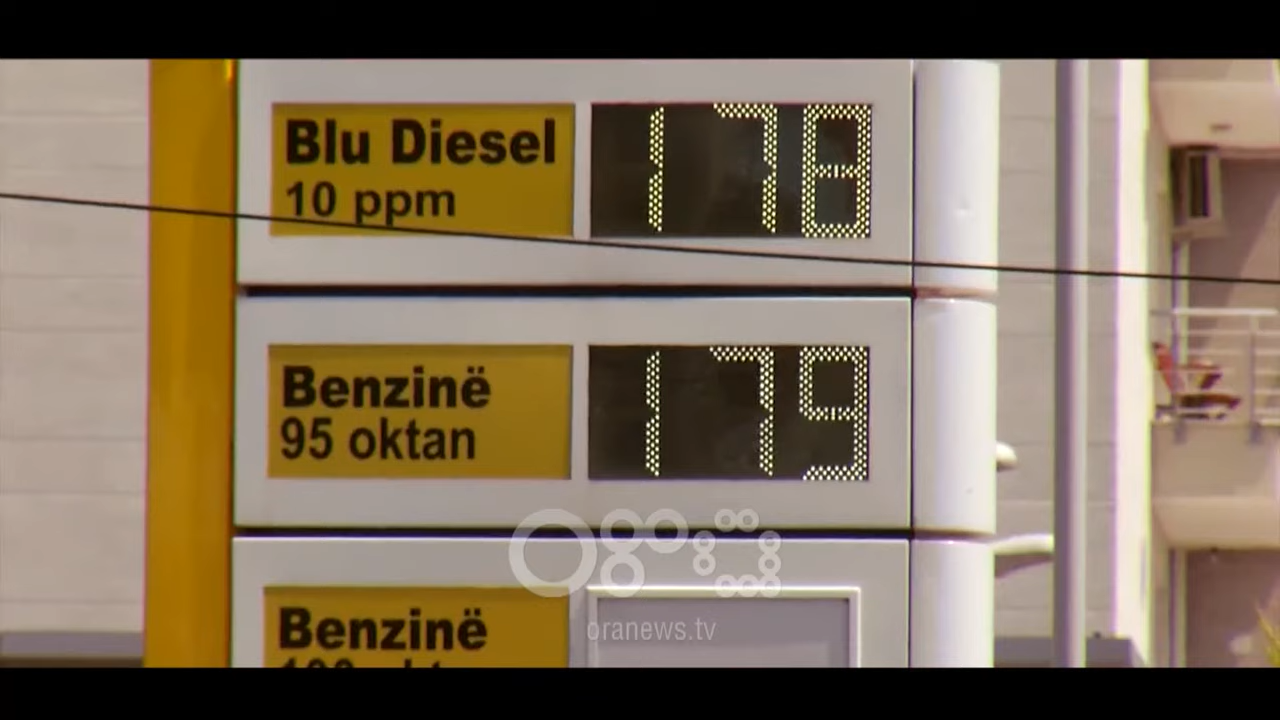 Blu Diesel
10 ppm
178
Benzinë
95 oktan
179
Benzinë
oranews.tv